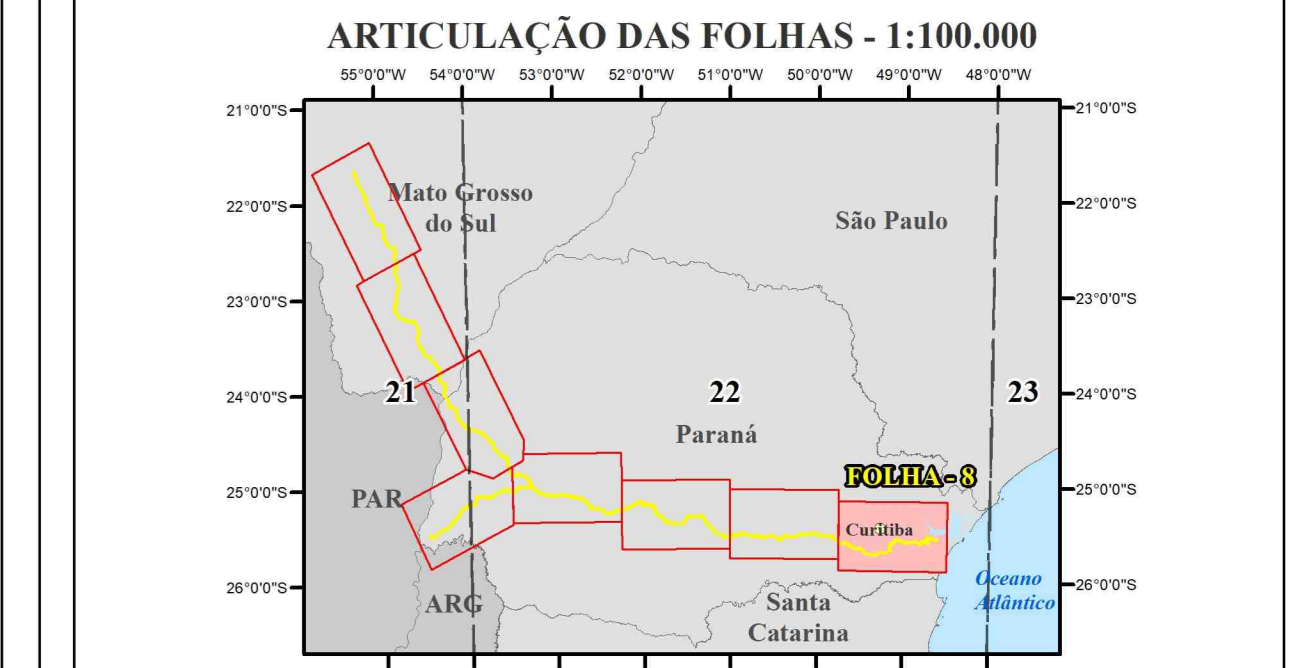 ARTICULAÇÃO DAS FOLHAS - 1:100.000
55°0'0"W 54°0'0"W 53°0'0"W 52°0'0"W 51°0'0"W 50°0'0"W 49°0'0"W 48°0'0"W
21°0'0"S 21°0'0"S
Mato Grosso
do Sul
22°0'0"S 22°0'0"S
São Paulo
23°0'0"S 23°0'0"S
24°0'0"S 21 22 23 24°0'0"S
Paraná
FOLHA - 8
25°0'0"S PAR 25°0'0"S
Curitiba
26°0'0"S 26°0'0"S
ARG
Santa
Catarina
Oceano
Atlântico